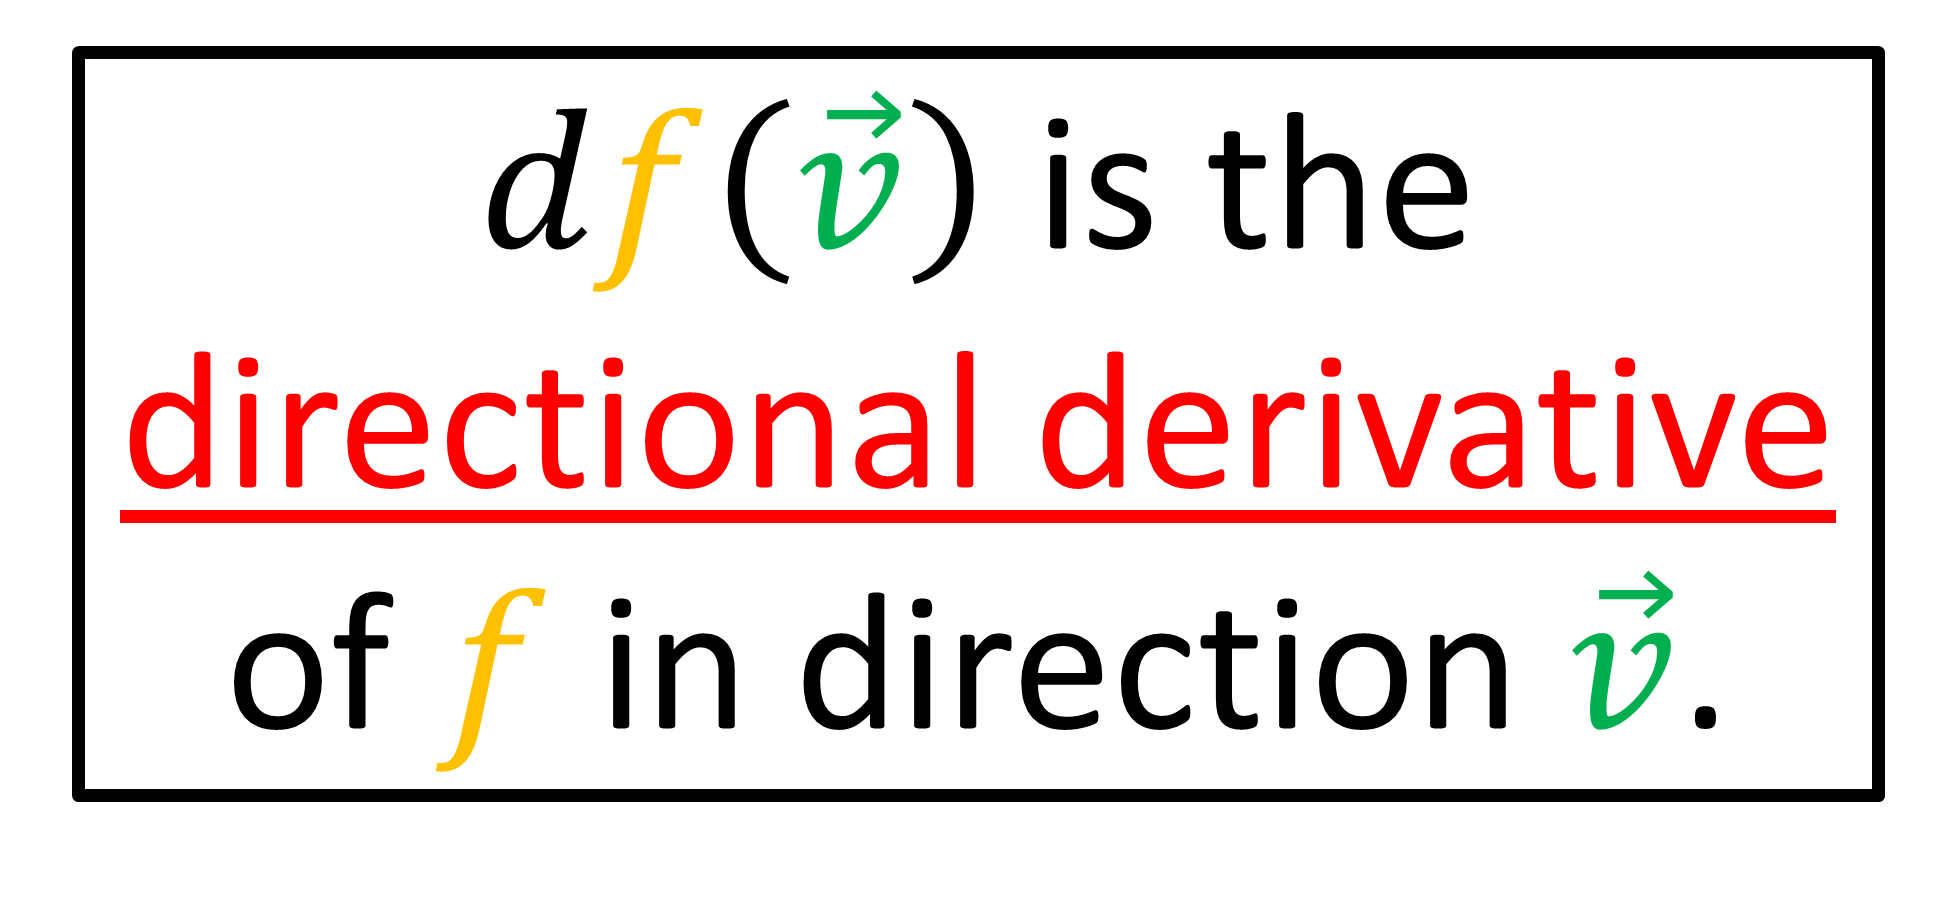 df(v⃗) is the
directional derivative
of f in direction v⃗.